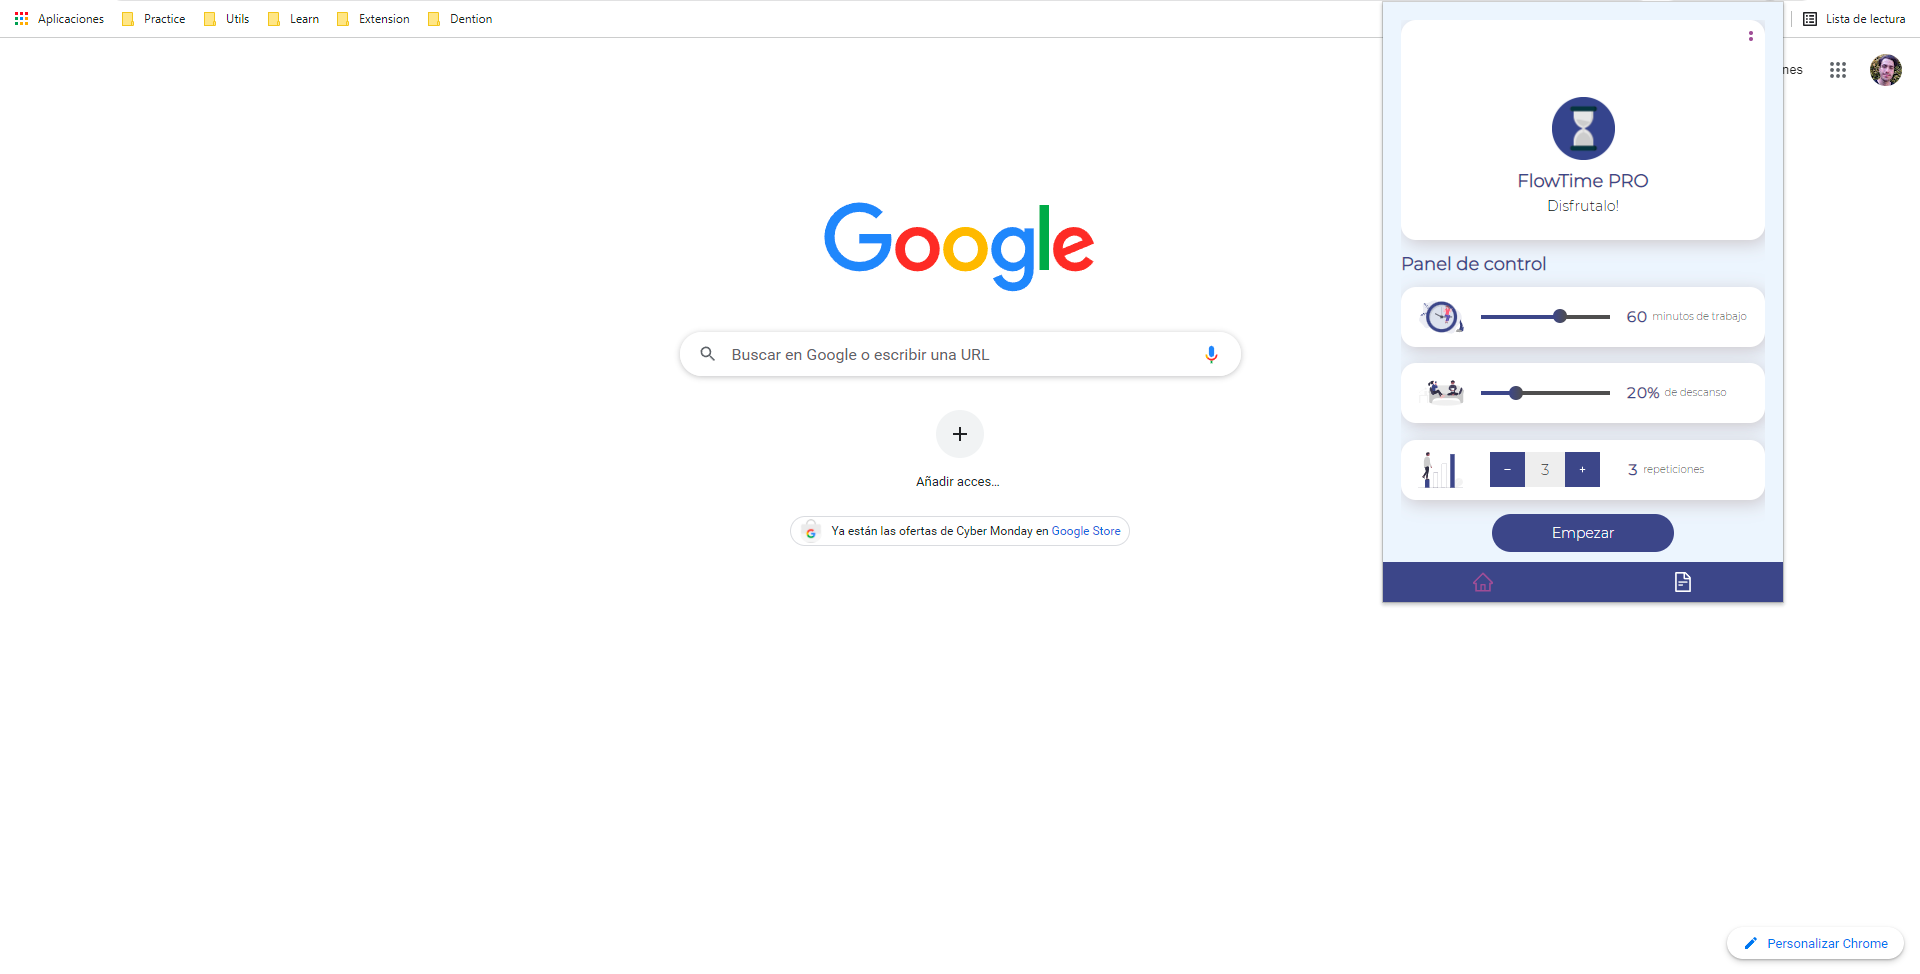 Aplicaciones Practice Utils Learn Extension Dention
Lista de lectura
nes
Google
Buscar en Google o escribir una URL
Añadir acces...
Ya están las ofertas de Cyber Monday en Google Store
FlowTime PRO
Disfrutalo!
Panel de control
60 minutos de trabajo
20% de descanso
− 3 + 3 repeticiones
Empezar
Personalizar Chrome